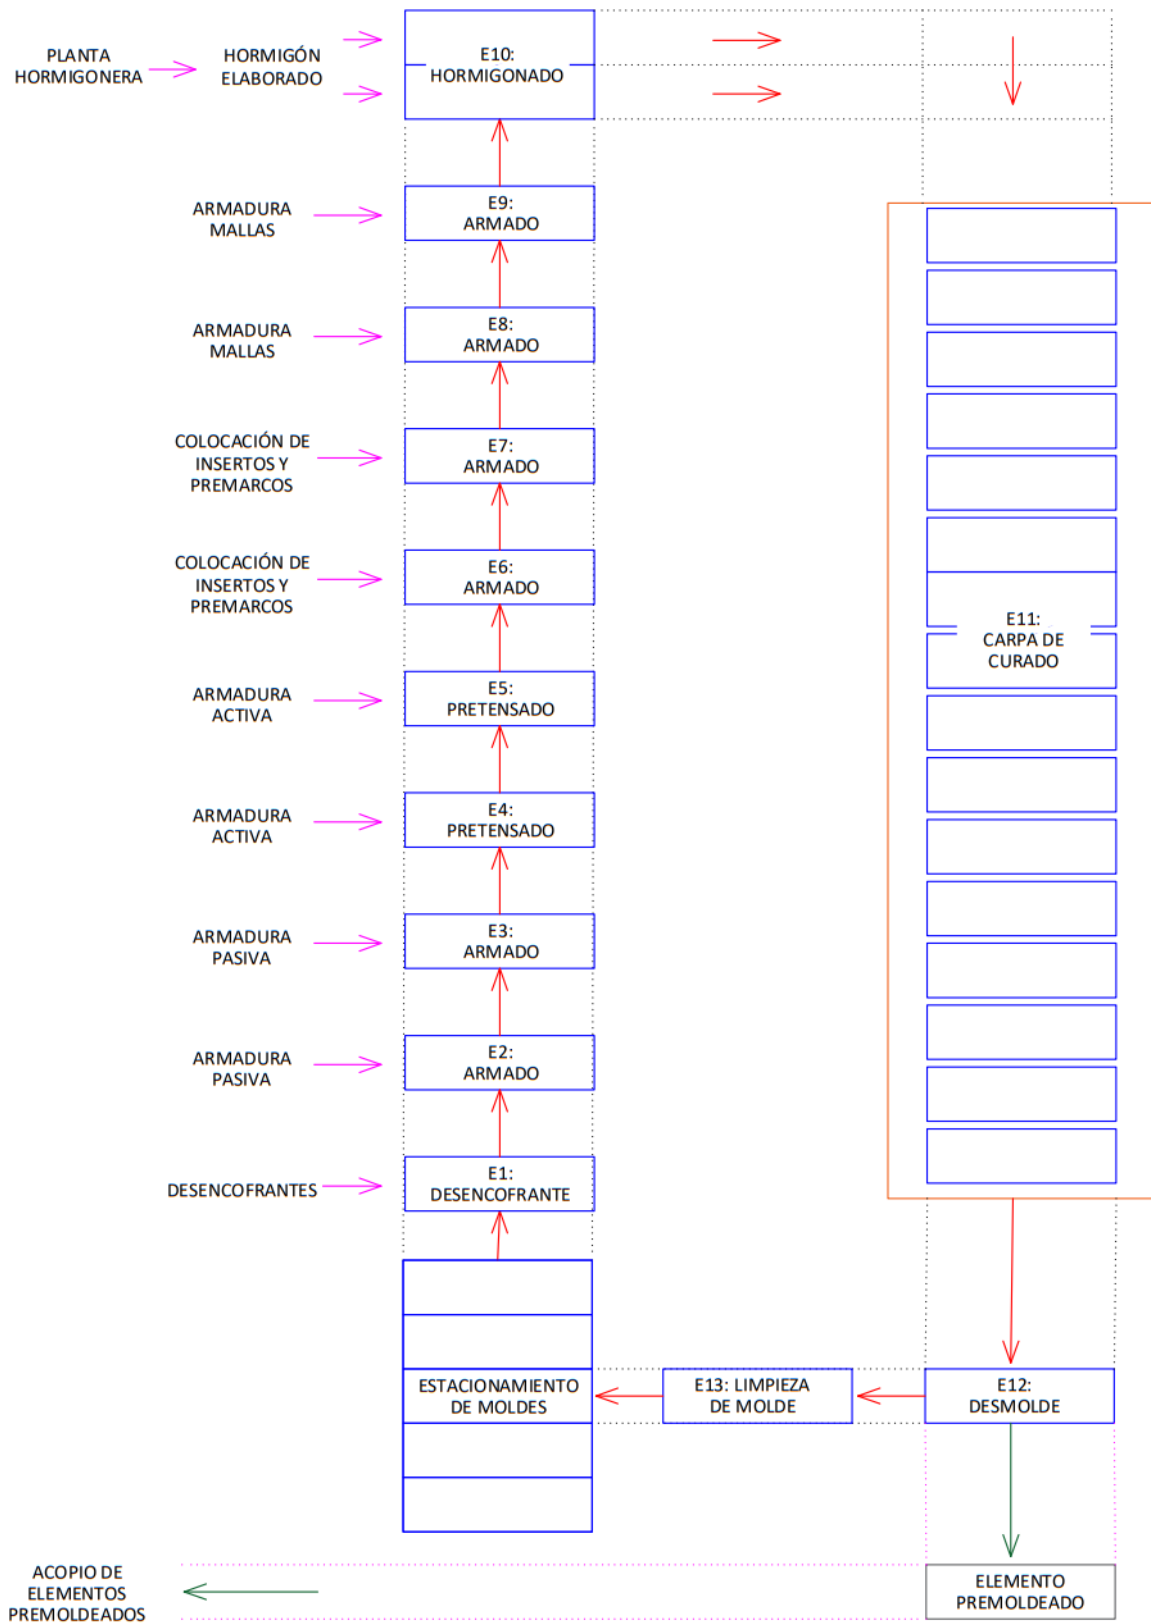 PLANTA
HORMIGONERA
HORMIGÓN
ELABORADO
E10:
HORMIGONADO
ARMADURA
MALLAS
E9:
ARMADO
ARMADURA
MALLAS
E8:
ARMADO
COLOCACIÓN DE
INSERTOS Y
PREMARCOS
E7:
ARMADO
COLOCACIÓN DE
INSERTOS Y
PREMARCOS
E6:
ARMADO
E11:
CARPA DE
CURADO
ARMADURA
ACTIVA
E5:
PRETENSADO
ARMADURA
ACTIVA
E4:
PRETENSADO
ARMADURA
PASIVA
E3:
ARMADO
ARMADURA
PASIVA
E2:
ARMADO
DESENCOFRANTES
E1:
DESENCOFRANTE
ESTACIONAMIENTO
DE MOLDES
E13: LIMPIEZA
DE MOLDE
E12:
DESMOLDE
ACOPIO DE
ELEMENTOS
PREMOLDEADOS
ELEMENTO
PREMOLDEADO